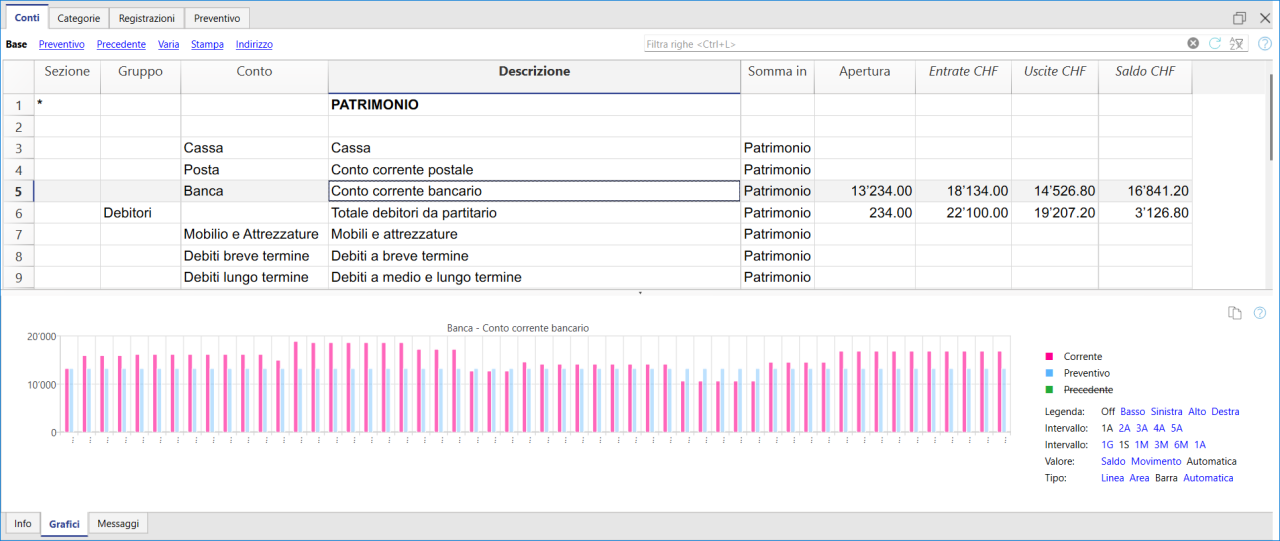 Conti Categorie Registrazioni Preventivo
Base Preventivo Precedente Varia Stampa Indirizzo Filtra righe <Ctrl+L>
Sezione Gruppo Conto Descrizione Somma in Apertura Entrate CHF Uscite CHF Saldo CHF
1 * PATRIMONIO
2
3 Cassa Cassa Patrimonio
4 Posta Conto corrente postale Patrimonio
5 Banca Conto corrente bancario Patrimonio 13'234.00 18'134.00 14'526.80 16'841.20
6 Debitori Totale debitori da partitario Patrimonio 234.00 22'100.00 19'207.20 3'126.80
7 Mobilio e Attrezzature Mobili e attrezzature Patrimonio
8 Debiti breve termine Debiti a breve termine Patrimonio
9 Debiti lungo termine Debiti a medio e lungo termine Patrimonio
Banca - Conto corrente bancario
20'000
10'000
0
Corrente
Preventivo
Precedente
Legenda: Off Basso Sinistra Alto Destra
Intervallo: 1A 2A 3A 4A 5A
Intervallo: 1G 1S 1M 3M 6M 1A
Valore: Saldo Movimento Automatica
Tipo: Linea Area Barra Automatica
Info Grafici Messaggi